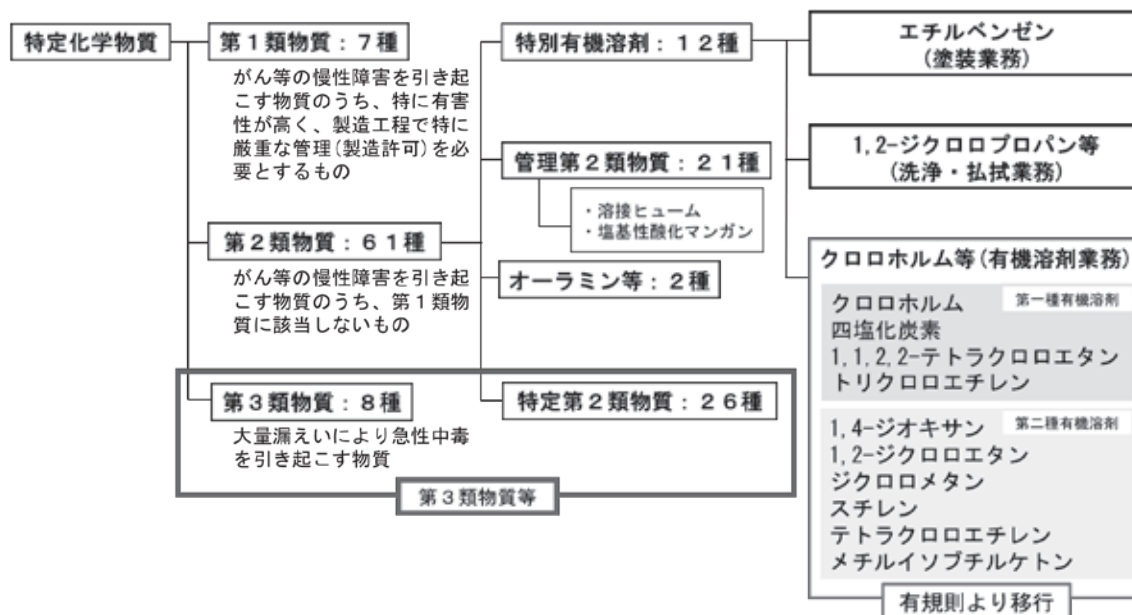 特定化学物質
第1類物質：7種
がん等の慢性障害を引き起
こす物質のうち、特に有害
性が高く、製造工程で特に
厳重な管理(製造許可)を必
要とするもの
第2類物質：61種
がん等の慢性障害を引き起
こす物質のうち、第1類物
質に該当しないもの
第3類物質：8種
大量漏えいにより急性中毒
を引き起こす物質
第3類物質等
特別有機溶剤：12種
管理第2類物質：21種
・溶接ヒューム
・塩基性酸化マンガン
オーラミン等：2種
特定第2類物質：26種
エチルベンゼン
(塗装業務)
1,2-ジクロロプロパン等
(洗浄・払拭業務)
クロロホルム等(有機溶剤業務)
クロロホルム 第一種有機溶剤
四塩化炭素
1,1,2,2-テトラクロロエタン
トリクロロエチレン
1,4-ジオキサン 第二種有機溶剤
1,2-ジクロロエタン
ジクロロメタン
スチレン
テトラクロロエチレン
メチルイソブチルケトン
有規則より移行